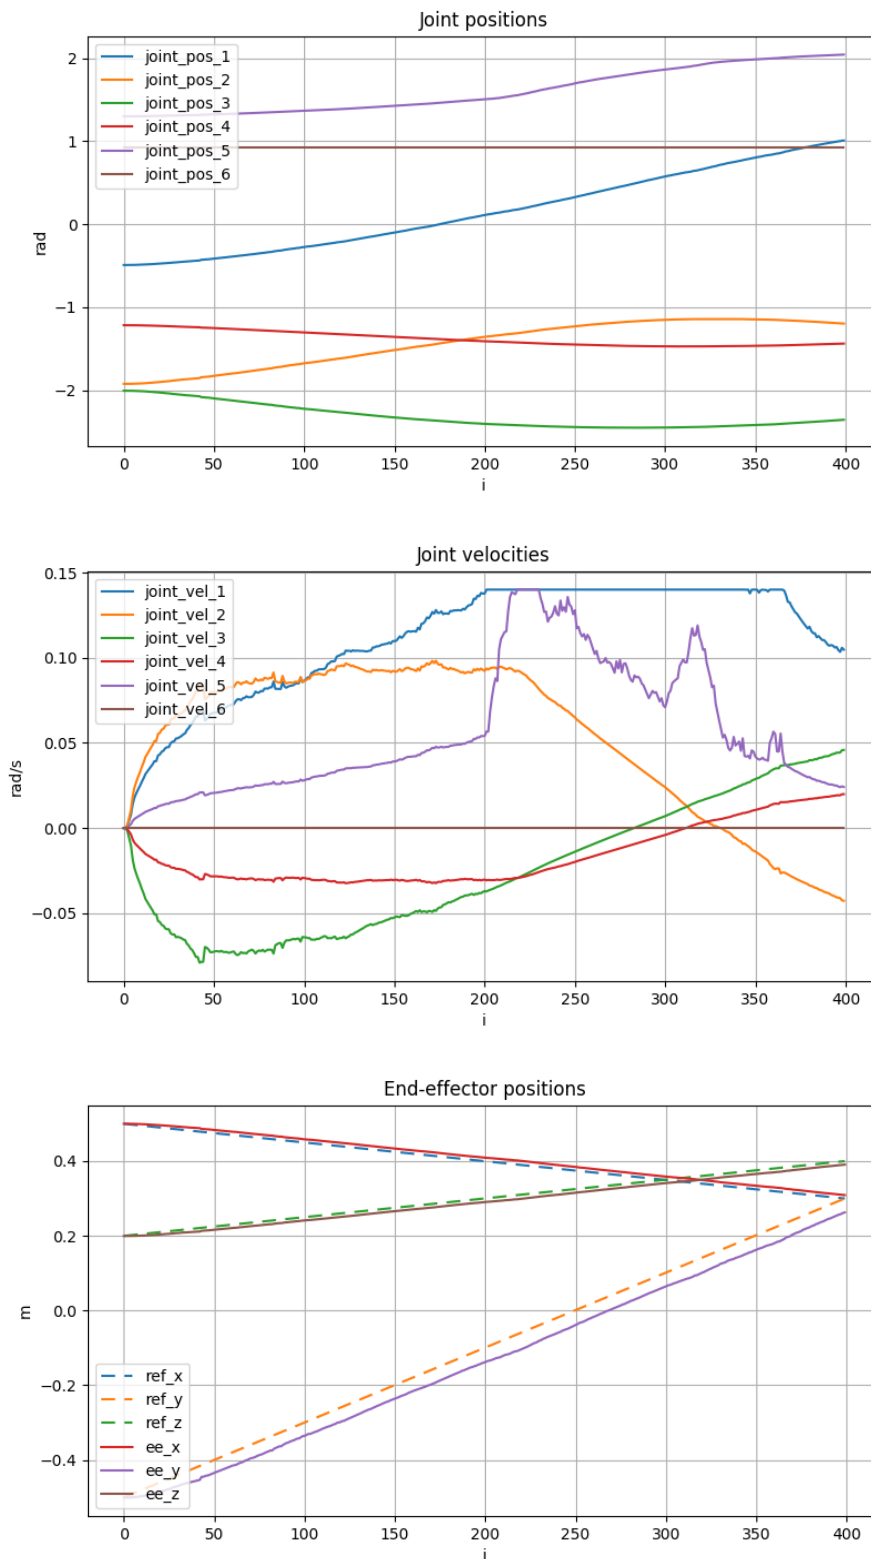 Joint positions
2
1
0
−1
−2
rad
joint_pos_1
joint_pos_2
joint_pos_3
joint_pos_4
joint_pos_5
joint_pos_6
0 50 100 150 200 250 300 350 400
i
Joint velocities
0.15
0.10
0.05
0.00
−0.05
rad/s
joint_vel_1
joint_vel_2
joint_vel_3
joint_vel_4
joint_vel_5
joint_vel_6
0 50 100 150 200 250 300 350 400
i
End-effector positions
0.4
0.2
0.0
−0.2
−0.4
m
ref_x
ref_y
ref_z
ee_x
ee_y
ee_z
0 50 100 150 200 250 300 350 400
i